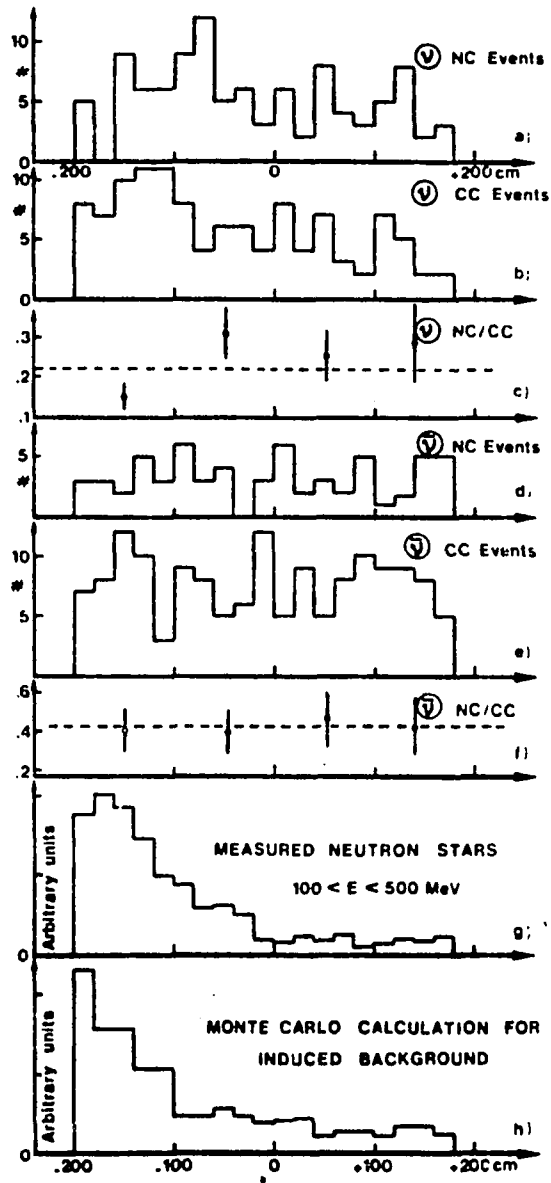 10
5
0
#
ν NC Events
a;
.200
0
+200cm
10
5
0
#
ν CC Events
b;
.3
.2
.1
ν NC/CC
c)
5
#
ν̄ NC Events
d,
10
5
#
ν̄ CC Events
e)
.6
.4
.2
ν̄ NC/CC
f)
Arbitrary units
0
MEASURED NEUTRON STARS
100 < E < 500 MeV
g;
Arbitrary units
0
MONTE CARLO CALCULATION FOR
INDUCED BACKGROUND
h)
.200
.100
0
+100
+200cm